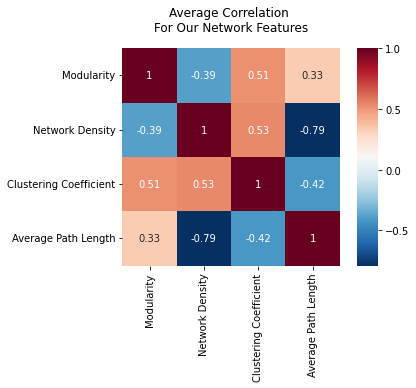 Average Correlation
For Our Network Features
Modularity 1 -0.39 0.51 0.33
Network Density -0.39 1 0.53 -0.79
Clustering Coefficient 0.51 0.53 1 -0.42
Average Path Length 0.33 -0.79 -0.42 1
Modularity
Network Density
Clustering Coefficient
Average Path Length
1.0
0.5
0.0
−0.5